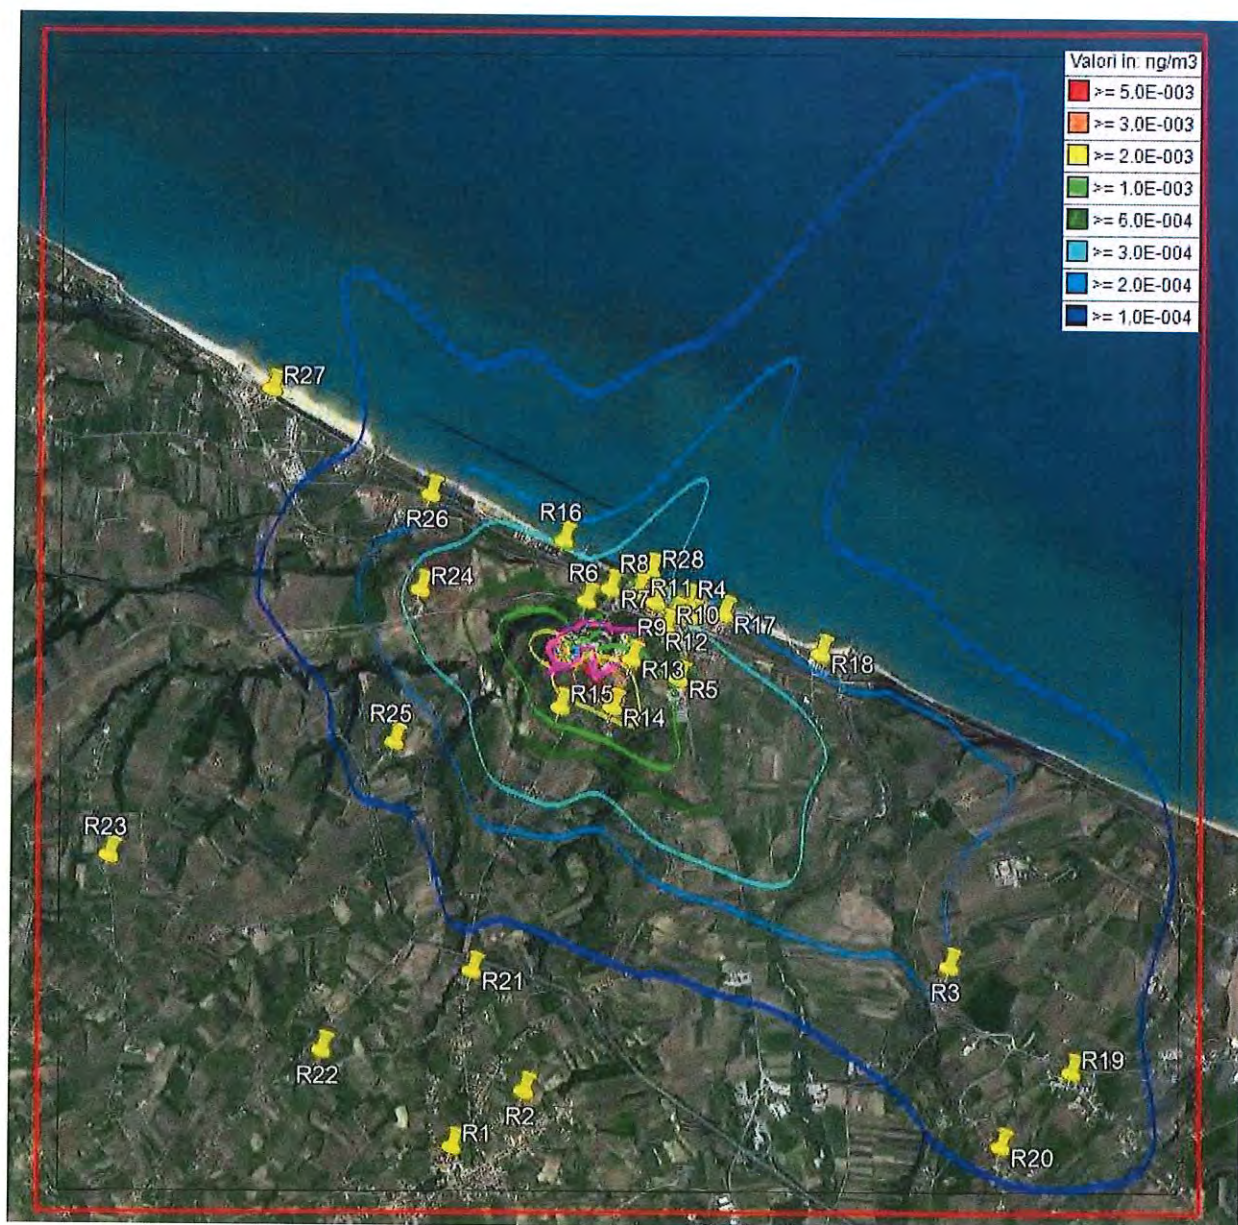 Valori in: ng/m3
>= 5.0E-003
>= 3.0E-003
>= 2.0E-003
>= 1.0E-003
>= 6.0E-004
>= 3.0E-004
>= 2.0E-004
>= 1,0E-004
R27
R26
R16
R24
R6
R8
R28
R7
R11
R4
R9
R10
R17
R12
R18
R13
R5
R15
R14
R25
R23
R21
R3
R22
R19
R2
R1
R20